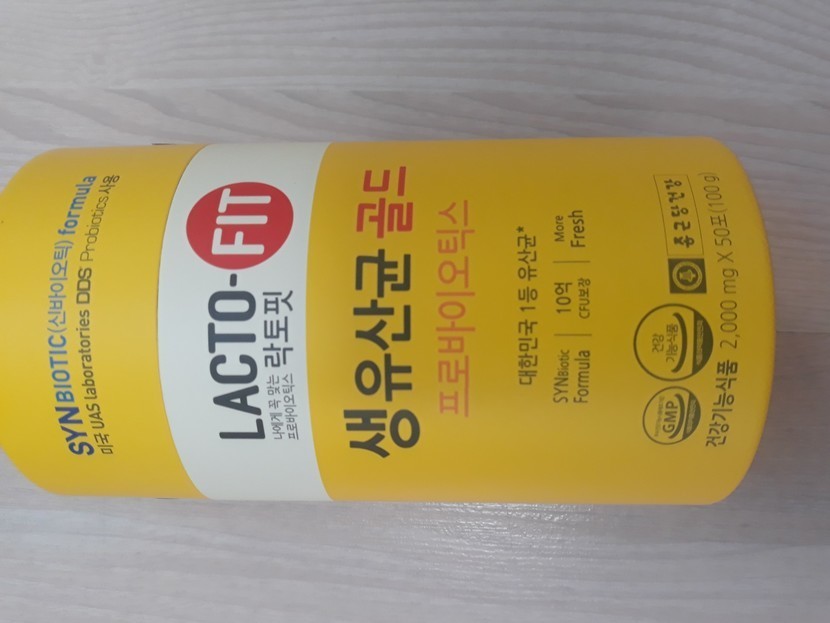 SYNBIOTIC(신바이오틱) formula
미국 UAS laboratories DDS Probiotics 사용
LACTO-FIT
나에게 꼭 맞는
프로바이오틱스
락토핏
생유산균 골드
프로바이오틱스
대한민국 1등 유산균*
SYNBiotic
Formula
10억
CFU보장
More
Fresh
GMP
건강
기능식품
종근당건강
건강기능식품 2,000 mg X 50포(100 g)